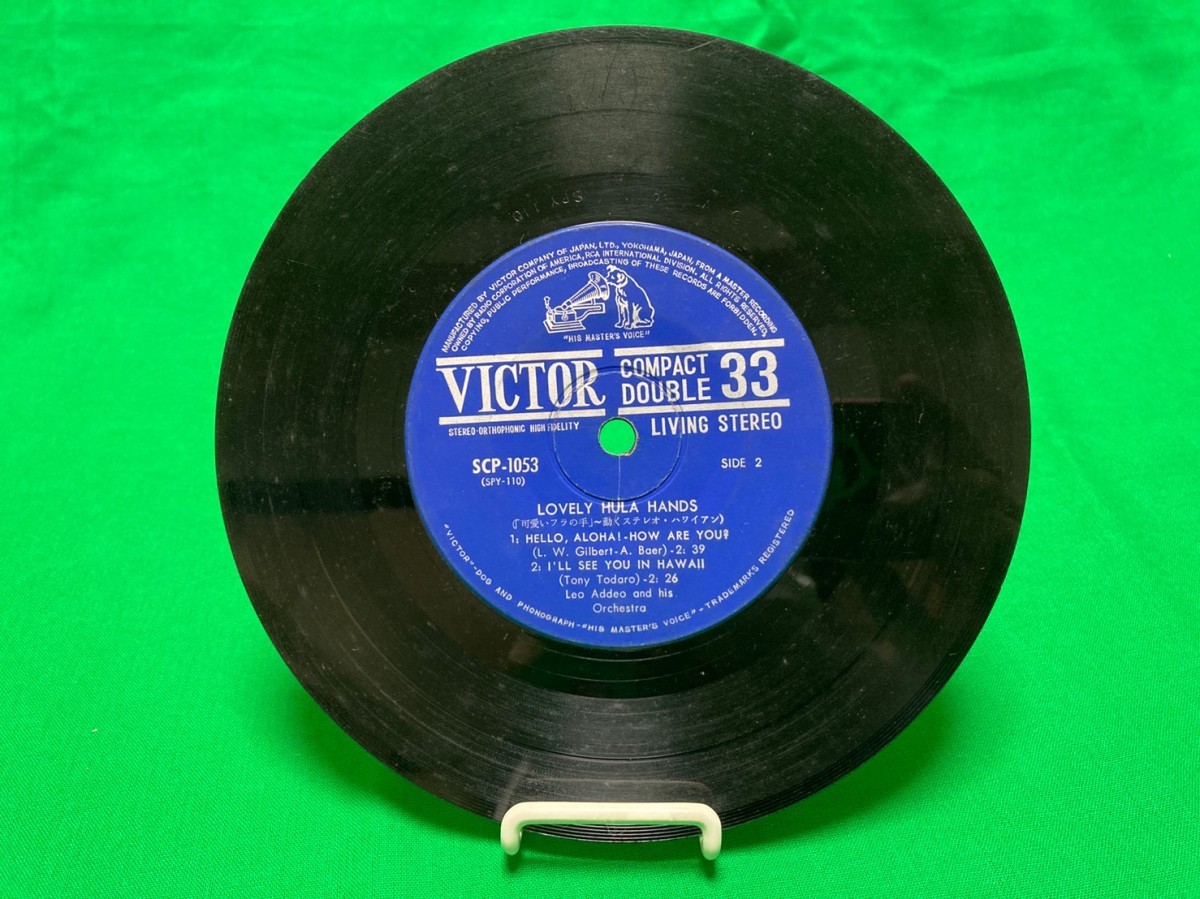 SPY 110
MANUFACTURED BY VICTOR COMPANY OF JAPAN, LTD., YOKOHAMA, JAPAN, FROM A MASTER RECORDING
OWNED BY RADIO CORPORATION OF AMERICA, RCA INTERNATIONAL DIVISION. ALL RIGHTS RESERVED,
COPYING, PUBLIC PERFORMANCE, BROADCASTING OF THESE RECORDS ARE FORBIDDEN.
"HIS MASTER'S VOICE"
VICTOR COMPACT DOUBLE 33
STEREO-ORTHOPHONIC HIGH FIDELITY
LIVING STEREO
SCP-1053
(SPY-110)
SIDE 2
LOVELY HULA HANDS
(「可愛いフラの手」～動くステレオ・ハワイアン)
1; HELLO, ALOHA!-HOW ARE YOU?
(L. W. Gilbert-A. Baer)-2: 39
2: I'LL SEE YOU IN HAWAII
(Tony Todaro)-2: 26
Leo Addeo and his
Orchestra
"VICTOR"-DOG AND PHONOGRAPH-"HIS MASTER'S VOICE"-TRADEMARKS REGISTERED